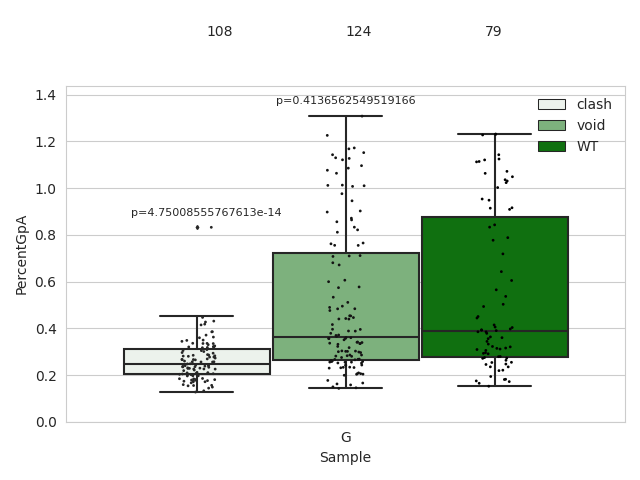 108 124 79
1.4
1.2
1.0
0.8
0.6
0.4
0.2
0.0
PercentGpA
p=4.75008555767613e-14
p=0.4136562549519166
clash
void
WT
G
Sample